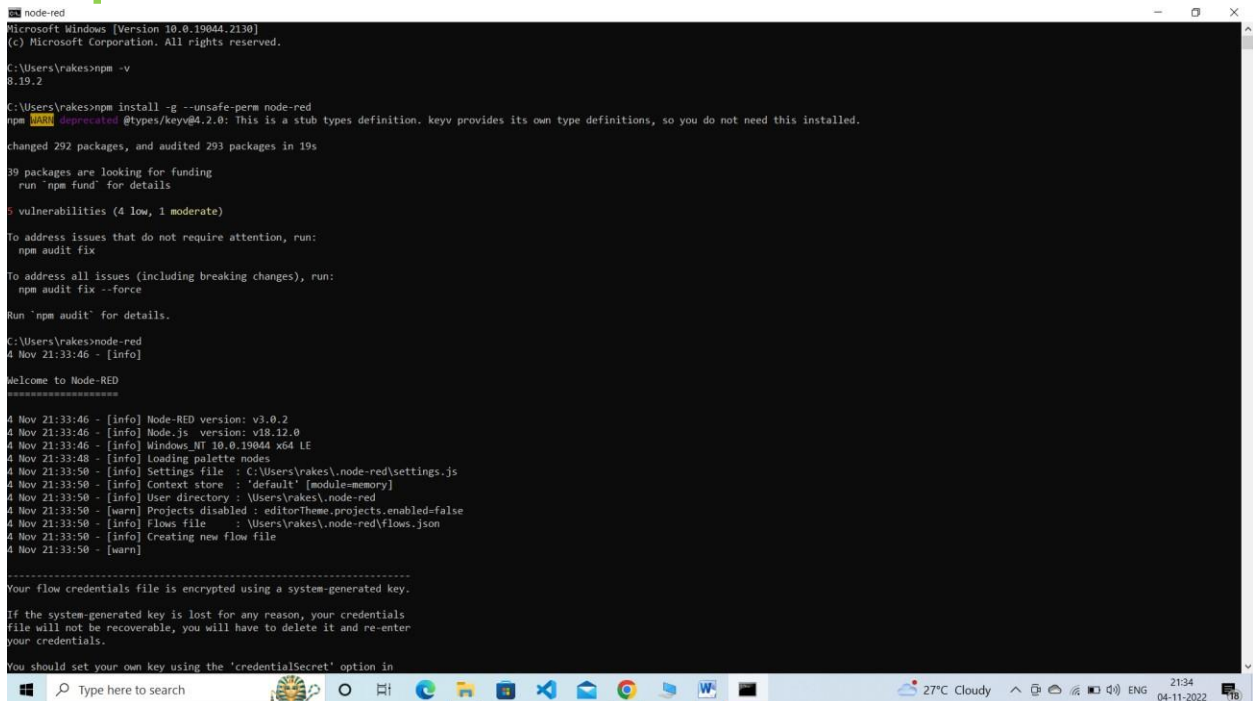 node-red
Microsoft Windows [Version 10.0.19044.2130]
(c) Microsoft Corporation. All rights reserved.
C:\Users\rakes>npm -v
8.19.2
C:\Users\rakes>npm install -g --unsafe-perm node-red
npm WARN deprecated @types/keyv@4.2.0: This is a stub types definition. keyv provides its own type definitions, so you do not need this installed.
changed 292 packages, and audited 293 packages in 19s
39 packages are looking for funding
  run `npm fund` for details
5 vulnerabilities (4 low, 1 moderate)
To address issues that do not require attention, run:
  npm audit fix
To address all issues (including breaking changes), run:
  npm audit fix --force
Run `npm audit` for details.
C:\Users\rakes>node-red
4 Nov 21:33:46 - [info]
Welcome to Node-RED
===================
4 Nov 21:33:46 - [info] Node-RED version: v3.0.2
4 Nov 21:33:46 - [info] Node.js  version: v18.12.0
4 Nov 21:33:46 - [info] Windows_NT 10.0.19044 x64 LE
4 Nov 21:33:48 - [info] Loading palette nodes
4 Nov 21:33:50 - [info] Settings file  : C:\Users\rakes\.node-red\settings.js
4 Nov 21:33:50 - [info] Context store  : 'default' [module=memory]
4 Nov 21:33:50 - [info] User directory : \Users\rakes\.node-red
4 Nov 21:33:50 - [warn] Projects disabled : editorTheme.projects.enabled=false
4 Nov 21:33:50 - [info] Flows file     : \Users\rakes\.node-red\flows.json
4 Nov 21:33:50 - [info] Creating new flow file
4 Nov 21:33:50 - [warn]
---------------------------------------------------------------------
Your flow credentials file is encrypted using a system-generated key.
If the system-generated key is lost for any reason, your credentials
file will not be recoverable, you will have to delete it and re-enter
your credentials.
You should set your own key using the 'credentialSecret' option in
Type here to search
27°C Cloudy
ENG
21:34
04-11-2022
18